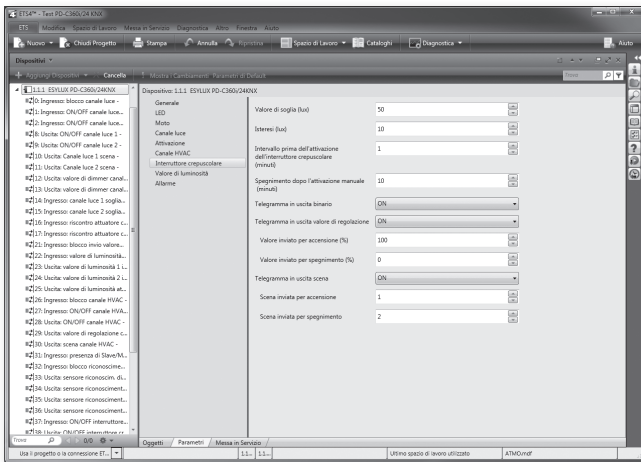 ETS4™ - Test PD-C360i/24 KNX
ETS Modifica Spazio di Lavoro Messa in Servizio Diagnostica Altro Finestra Aiuto
Nuovo Chiudi Progetto Stampa Annulla Ripristina Spazio di Lavoro Cataloghi Diagnostica Aiuto
Dispositivi
Aggiungi Dispositivi Cancella Mostra i Cambiamenti Parametri di Default Trova
1.1.1 ESYLUX PD-C360i/24KNX
0: Ingresso: blocco canale luce -
1: Ingresso: ON/OFF canale luce...
2: Ingresso: ON/OFF canale luce...
8: Uscita: ON/OFF canale luce 1 -
9: Uscita: ON/OFF canale luce 2 -
10: Uscita: Canale luce 1 scena -
11: Uscita: Canale luce 2 scena -
12: Uscita: valore di dimmer canal...
13: Uscita: valore di dimmer canal...
14: Ingresso: canale luce 1 soglia...
15: Ingresso: canale luce 2 soglia...
16: Ingresso: riscontro attuatore c...
17: Ingresso: riscontro attuatore c...
21: Ingresso: blocco invio valore...
22: Ingresso: valore di luminosità...
23: Uscita: valore di luminosità 1 i...
24: Uscita: valore di luminosità 2 i...
25: Uscita: valore di luminosità at...
26: Ingresso: blocco canale HVAC -
27: Ingresso: ON/OFF canale HVA...
28: Uscita: ON/OFF canale HVAC -
29: Uscita: valore di regolazione c...
30: Uscita: scena canale HVAC -
31: Ingresso: presenza di Slave/M...
32: Ingresso: blocco riconoscime...
33: Uscita: sensore riconoscim. di...
34: Uscita: sensore riconosciment...
35: Uscita: sensore riconosciment...
36: Uscita: sensore riconosciment...
37: Ingresso: ON/OFF interruttore...
38: Uscita: ON/OFF interruttore cr...
Trova 0/0
Dispositivo: 1.1.1 ESYLUX PD-C360i/24KNX
Generale
LED
Moto
Canale luce
Attivazione
Canale HVAC
Interruttore crepuscolare
Valore di luminosità
Allarme
Valore di soglia (lux) 50
Isteresi (lux) 10
Intervallo prima dell'attivazione 1
dell'interruttore crepuscolare
(minuti)
Spegnimento dopo l'attivazione manuale 10
(minuti)
Telegramma in uscita binario ON
Telegramma in uscita valore di regolazione ON
Valore inviato per accensione (%) 100
Valore inviato per spegnimento (%) 0
Telegramma in uscita scena ON
Scena inviata per accensione 1
Scena inviata per spegnimento 2
Oggetti Parametri Messa in Servizio
Usa il progetto o la connessione ET... 1.1... 1.1... Ultimo spazio di lavoro utilizzato ATMO.mdf